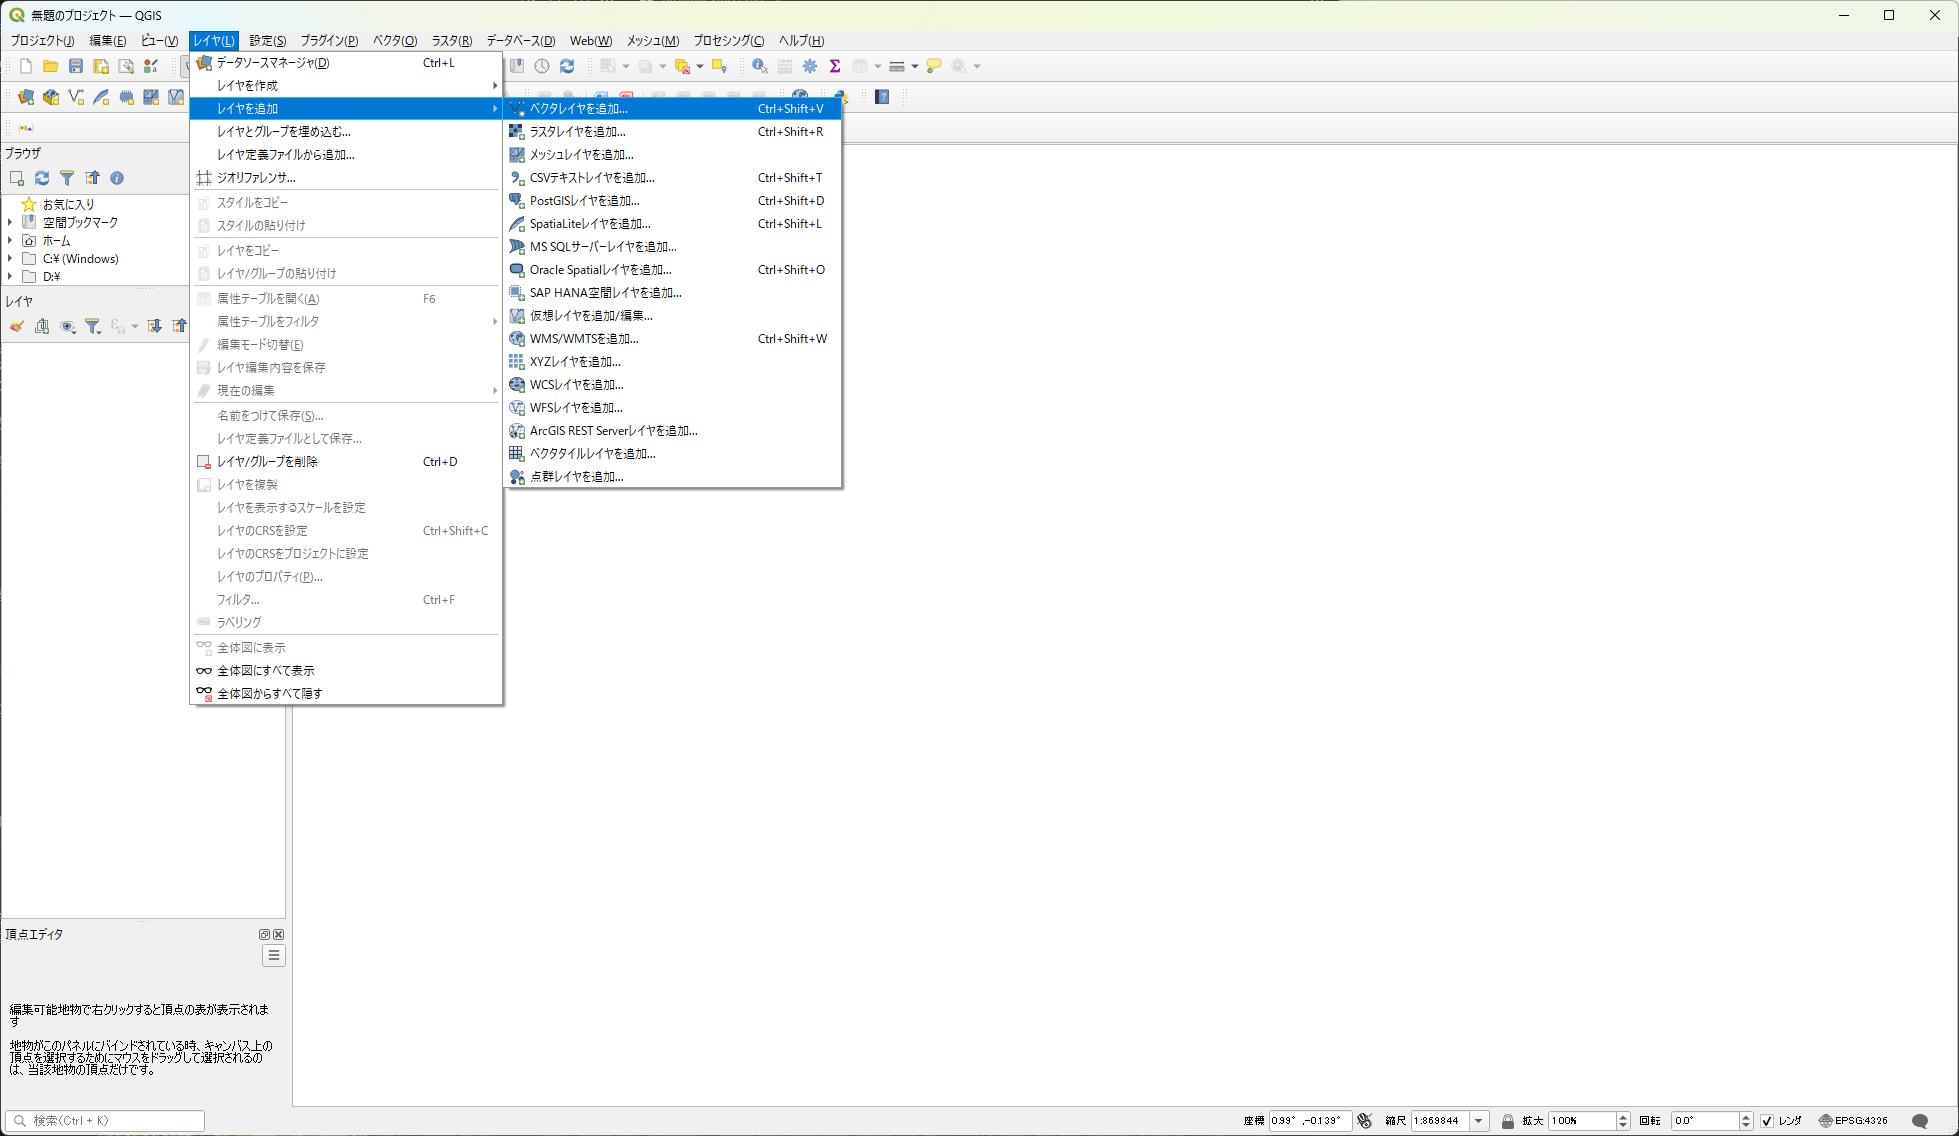 無題のプロジェクト — QGIS
プロジェクト(J) 編集(E) ビュー(V) レイヤ(L) 設定(S) プラグイン(P) ベクタ(O) ラスタ(R) データベース(D) Web(W) メッシュ(M) プロセシング(C) ヘルプ(H)
データソースマネージャ(D) Ctrl+L
レイヤを作成
レイヤを追加
レイヤとグループを埋め込む...
レイヤ定義ファイルから追加...
ジオリファレンサ...
スタイルをコピー
スタイルの貼り付け
レイヤをコピー
レイヤ/グループの貼り付け
属性テーブルを開く(A) F6
属性テーブルをフィルタ
編集モード切替(E)
レイヤ編集内容を保存
現在の編集
名前をつけて保存(S)...
レイヤ定義ファイルとして保存...
レイヤ/グループを削除 Ctrl+D
レイヤを複製
レイヤを表示するスケールを設定
レイヤのCRSを設定 Ctrl+Shift+C
レイヤのCRSをプロジェクトに設定
レイヤのプロパティ(P)...
フィルタ... Ctrl+F
ラベリング
全体図に表示
全体図にすべて表示
全体図からすべて隠す
ベクタレイヤを追加... Ctrl+Shift+V
ラスタレイヤを追加... Ctrl+Shift+R
メッシュレイヤを追加...
CSVテキストレイヤを追加... Ctrl+Shift+T
PostGISレイヤを追加... Ctrl+Shift+D
SpatiaLiteレイヤを追加... Ctrl+Shift+L
MS SQLサーバーレイヤを追加...
Oracle Spatialレイヤを追加... Ctrl+Shift+O
SAP HANA空間レイヤを追加...
仮想レイヤを追加/編集...
WMS/WMTSを追加... Ctrl+Shift+W
XYZレイヤを追加...
WCSレイヤを追加...
WFSレイヤを追加...
ArcGIS REST Serverレイヤを追加...
ベクタタイルレイヤを追加...
点群レイヤを追加...
ブラウザ
お気に入り
空間ブックマーク
ホーム
C:¥ (Windows)
D:¥
レイヤ
頂点エディタ
編集可能地物で右クリックすると頂点の表が表示されま
す
地物がこのパネルにバインドされている時、キャンバス上の
頂点を選択するためにマウスをドラッグして選択されるの
は、当該地物の頂点だけです。
検索(Ctrl + K)
座標 0.99° ,-0.139° 縮尺 1:869844 拡大 100% 回転 0.0° レンダ EPSG:4326